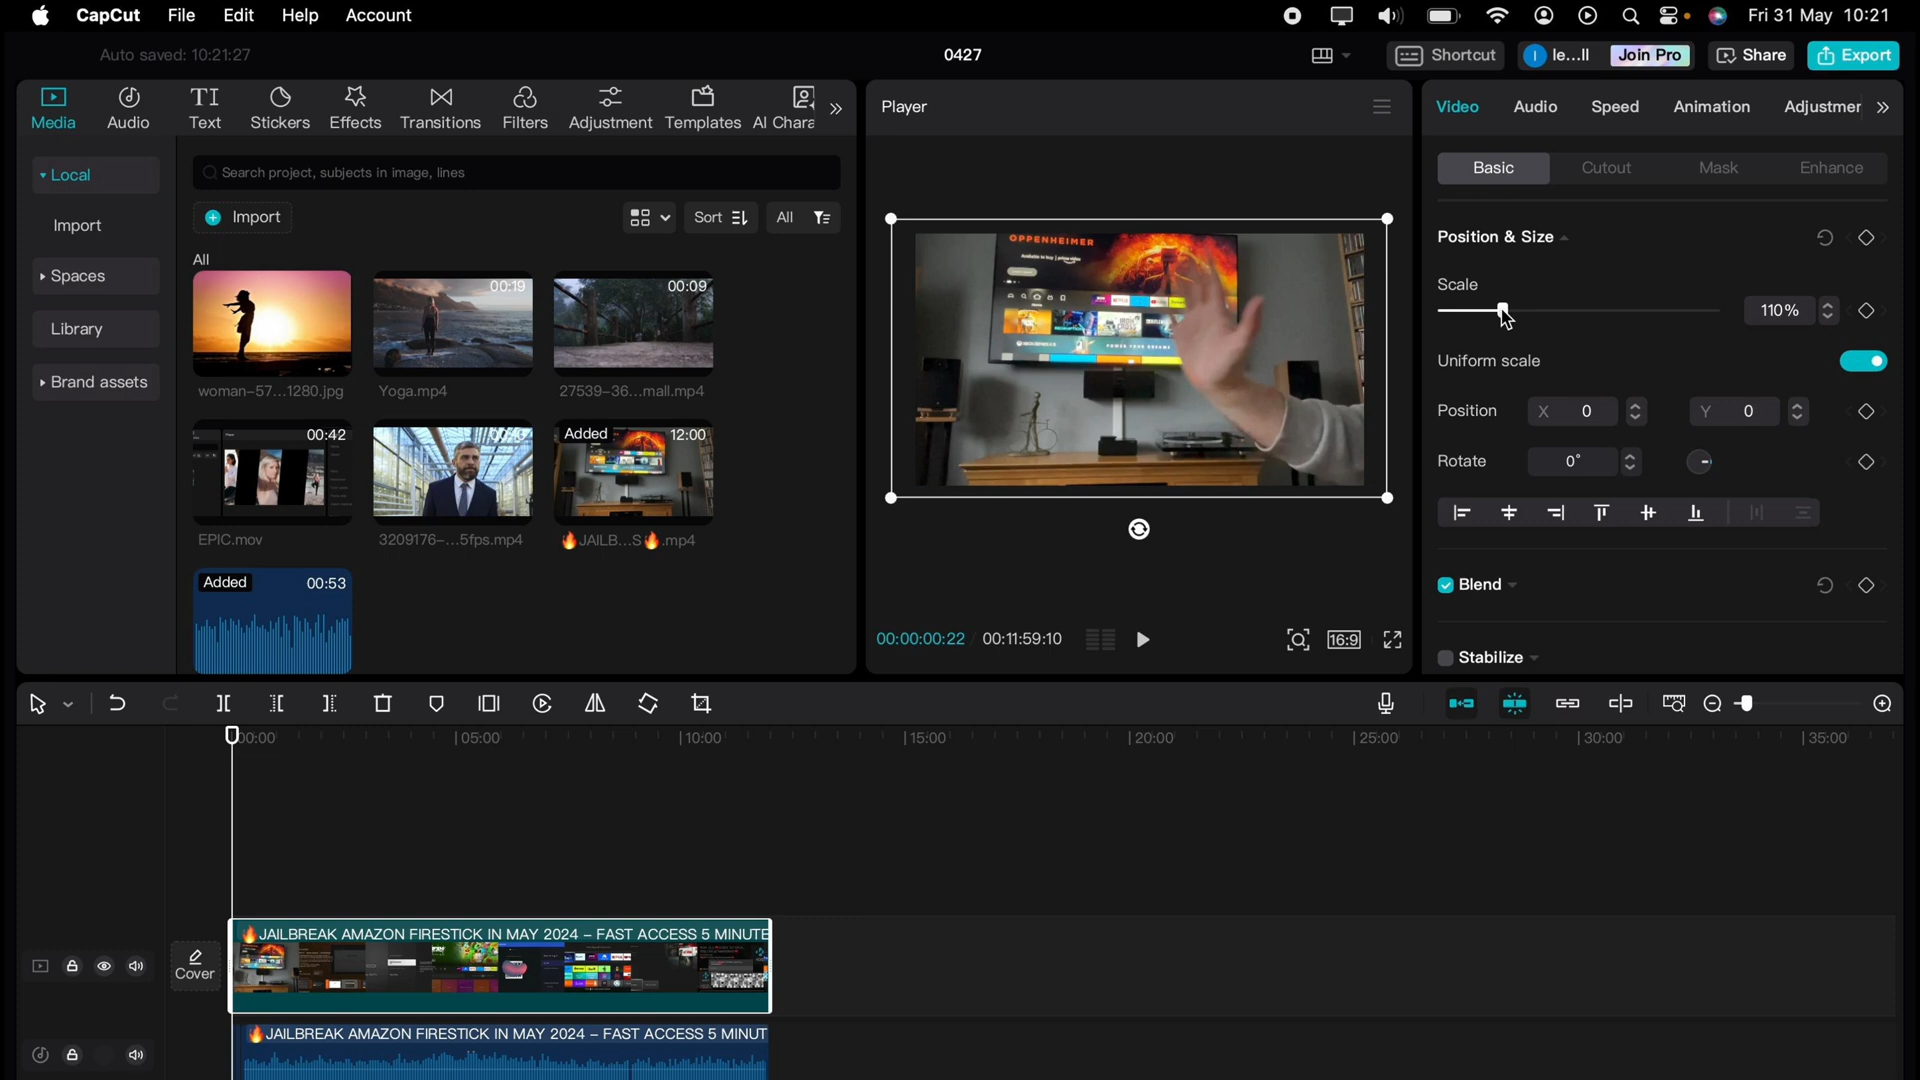 CapCut File Edit Help Account Fri 31 May 10:21
Auto saved: 10:21:27 0427 Shortcut I le...ll Join Pro Share Export
Media Audio Text Stickers Effects Transitions Filters Adjustment Templates AI Chara
Local
Import
Spaces
Library
Brand assets
Search project, subjects in image, lines
Import Sort All
All
00:19 00:09
woman-57...1280.jpg Yoga.mp4 27539-36...mall.mp4
00:42 Added 12:00
EPIC.mov 3209176-...5fps.mp4 🔥JAILB...S🔥.mp4
Added 00:53
Player
OPPENHEIMER
00:00:00:22 / 00:11:59:10 16:9
Video Audio Speed Animation Adjustmer
Basic Cutout Mask Enhance
Position & Size
Scale
110%
Uniform scale
Position X 0 Y 0
Rotate 0°
Blend
Stabilize
00:00 05:00 10:00 15:00 20:00 25:00 30:00 35:00
Cover
🔥JAILBREAK AMAZON FIRESTICK IN MAY 2024 – FAST ACCESS 5 MINUTE
🔥JAILBREAK AMAZON FIRESTICK IN MAY 2024 – FAST ACCESS 5 MINUT